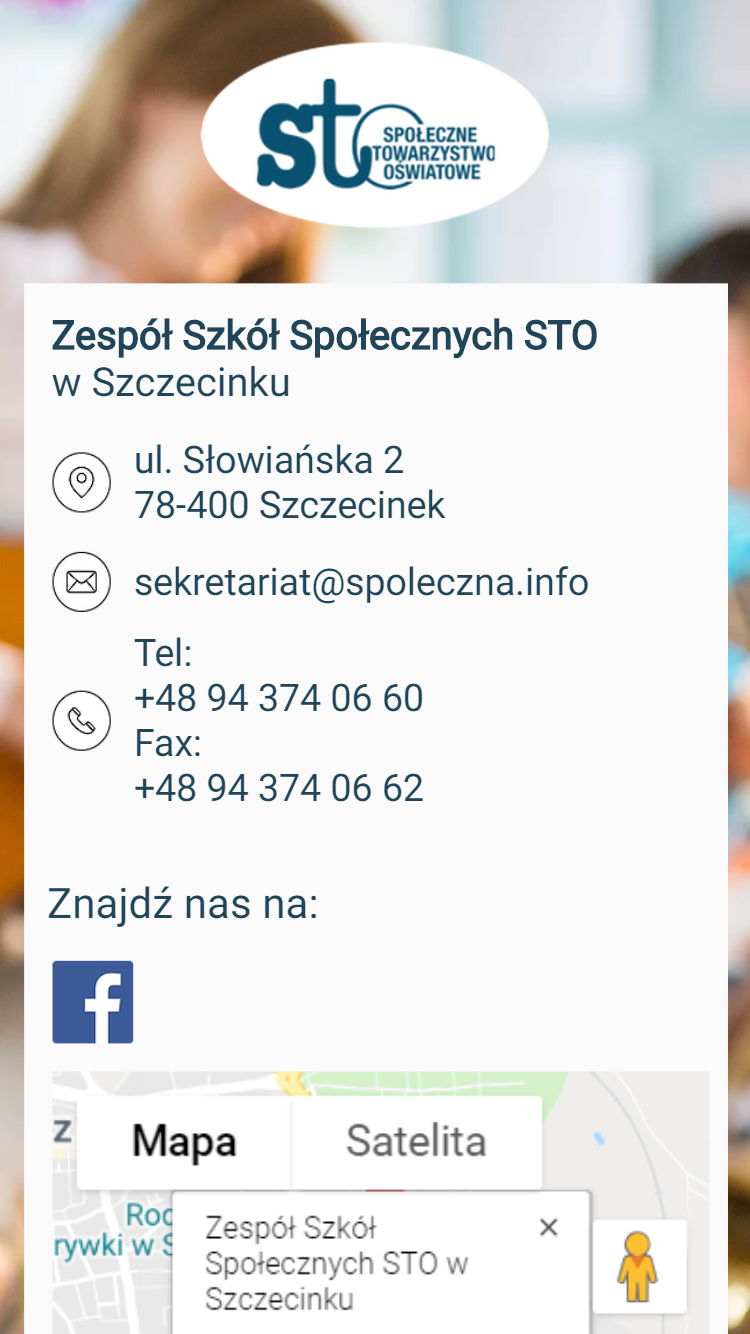 sto
SPOŁECZNE
TOWARZYSTWO
OŚWIATOWE
Zespół Szkół Społecznych STO
w Szczecinku
ul. Słowiańska 2
78-400 Szczecinek
sekretariat@spoleczna.info
Tel:
+48 94 374 06 60
Fax:
+48 94 374 06 62
Znajdź nas na:
Mapa
Satelita
Zespół Szkół
Społecznych STO w
Szczecinku